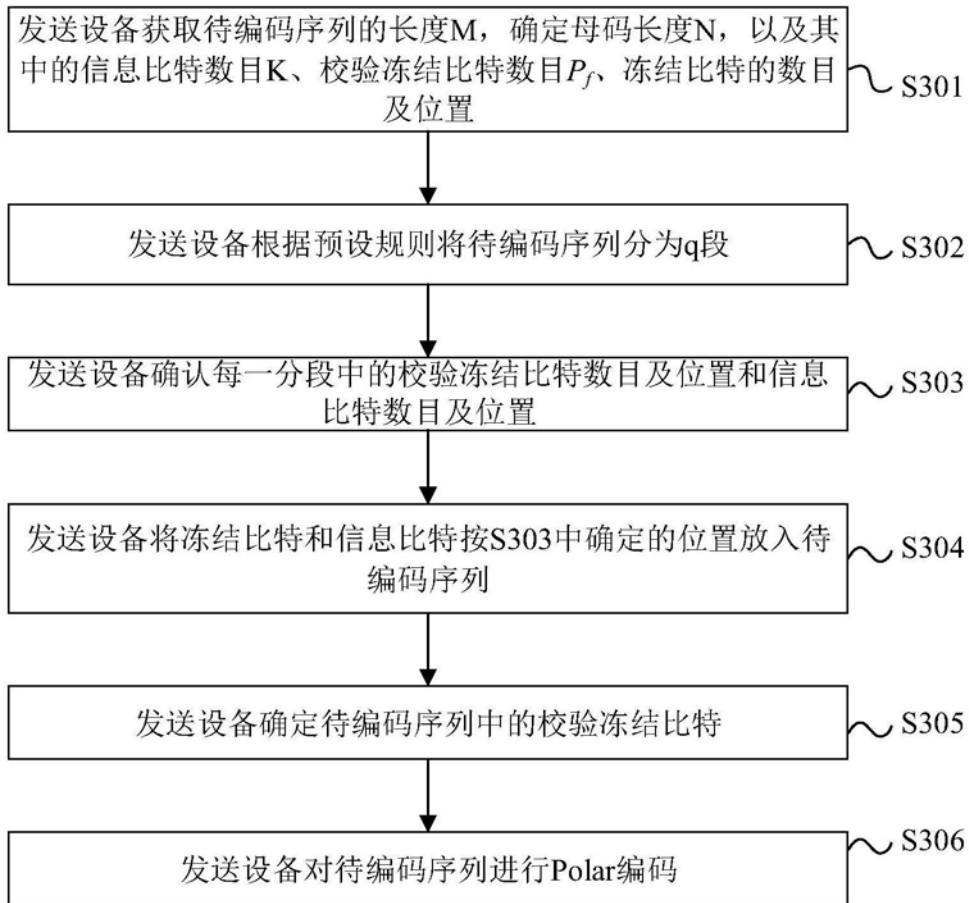 发送设备获取待编码序列的长度M，确定母码长度N，以及其
中的信息比特数目K、校验冻结比特数目Pf、冻结比特的数目
及位置
S301
发送设备根据预设规则将待编码序列分为q段
S302
发送设备确认每一分段中的校验冻结比特数目及位置和信息
比特数目及位置
S303
发送设备将冻结比特和信息比特按S303中确定的位置放入待
编码序列
S304
发送设备确定待编码序列中的校验冻结比特
S305
发送设备对待编码序列进行Polar编码
S306